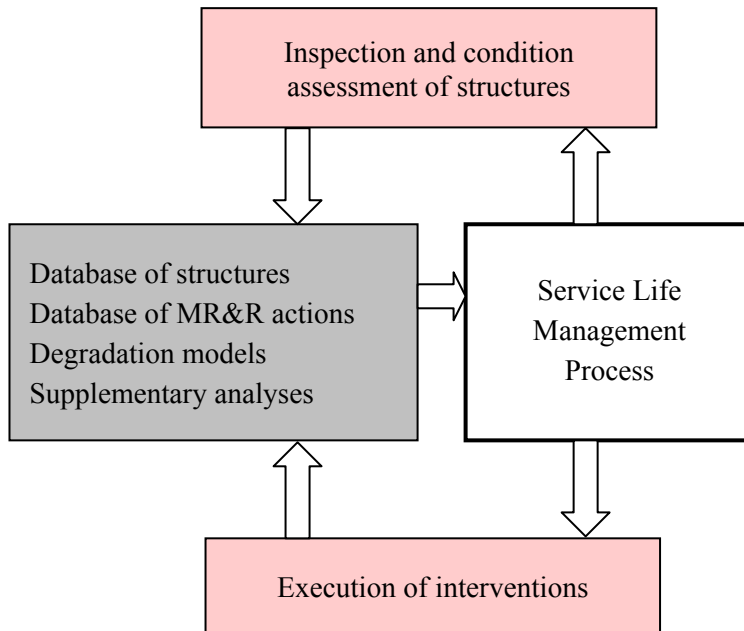 Inspection and condition
assessment of structures
Database of structures
Database of MR&R actions
Degradation models
Supplementary analyses
Service Life
Management
Process
Execution of interventions